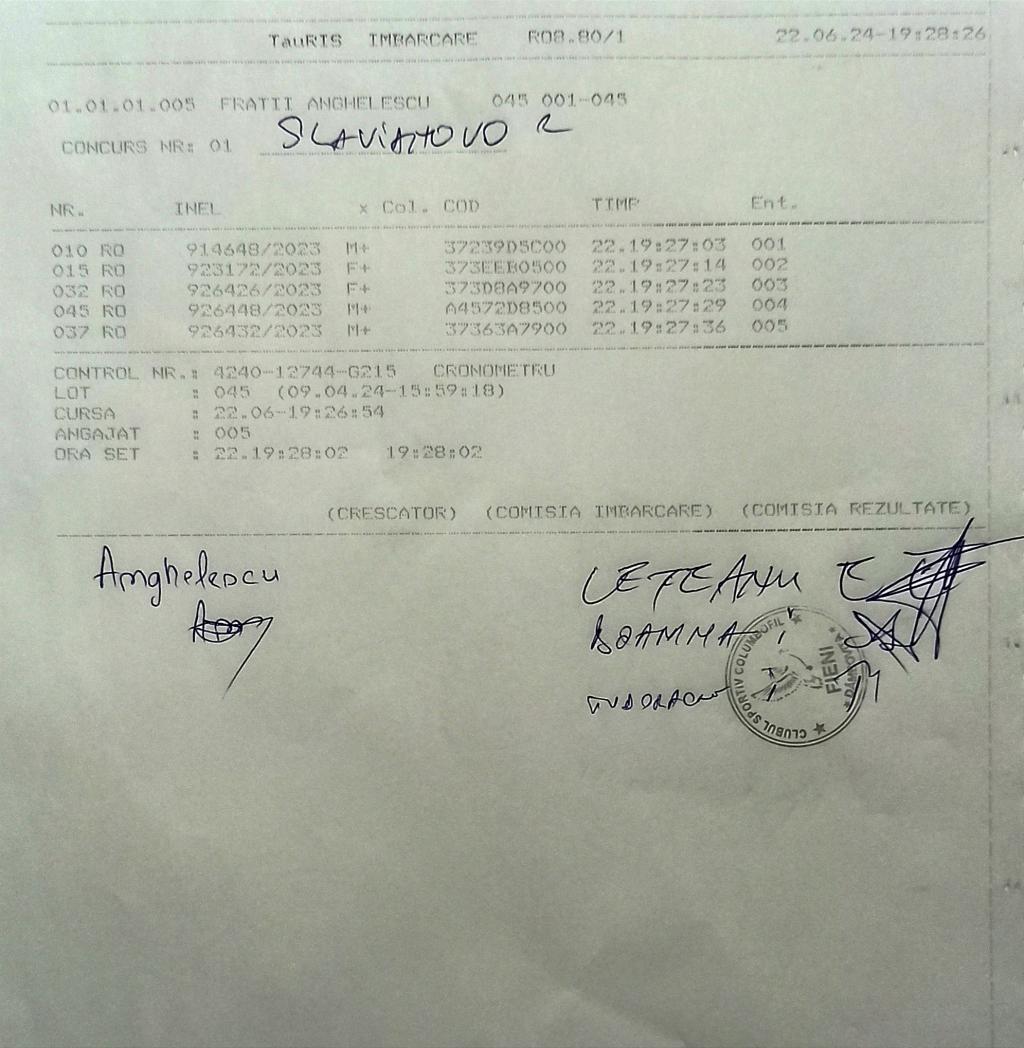 TauRIS IMBARCARE R08.80/1 22.06.24-19:28:26
01.01.01.005 FRATII ANGHELESCU 045 001-045
CONCURS NR: 01 SLAVIANOVO R
NR. INEL x Col. COD TIMP Ent.
010 RO 914648/2023 M+ 37239D5C00 22.19:27:03 001
015 RO 923172/2023 F+ 373EEB0500 22.19:27:14 002
032 RO 926426/2023 F+ 373D8A9700 22.19:27:23 003
045 RO 926448/2023 M+ A4572D8500 22.19:27:29 004
037 RO 926432/2023 M+ 37363A7900 22.19:27:36 005
CONTROL NR.: 4240-12744-G215 CRONOMETRU
LOT : 045 (09.04.24-15:59:18)
CURSA : 22.06-19:26:54
ANGAJAT : 005
ORA SET : 22.19:28:02 19:28:02
(CRESCATOR) (COMISIA IMBARCARE) (COMISIA REZULTATE)
Anghelescu
LETEANU E
CLUBUL SPORTIV COLUMBOFIL
FIENI
DAMBOVITA